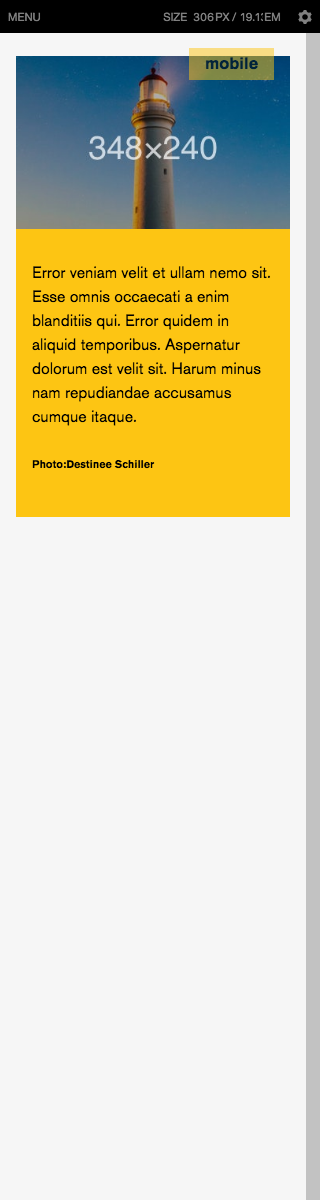 MENU SIZE 306PX / 19.1:EM
mobile
348×240
Error veniam velit et ullam nemo sit.
Esse omnis occaecati a enim
blanditiis qui. Error quidem in
aliquid temporibus. Aspernatur
dolorum est velit sit. Harum minus
nam repudiandae accusamus
cumque itaque.
Photo:Destinee Schiller